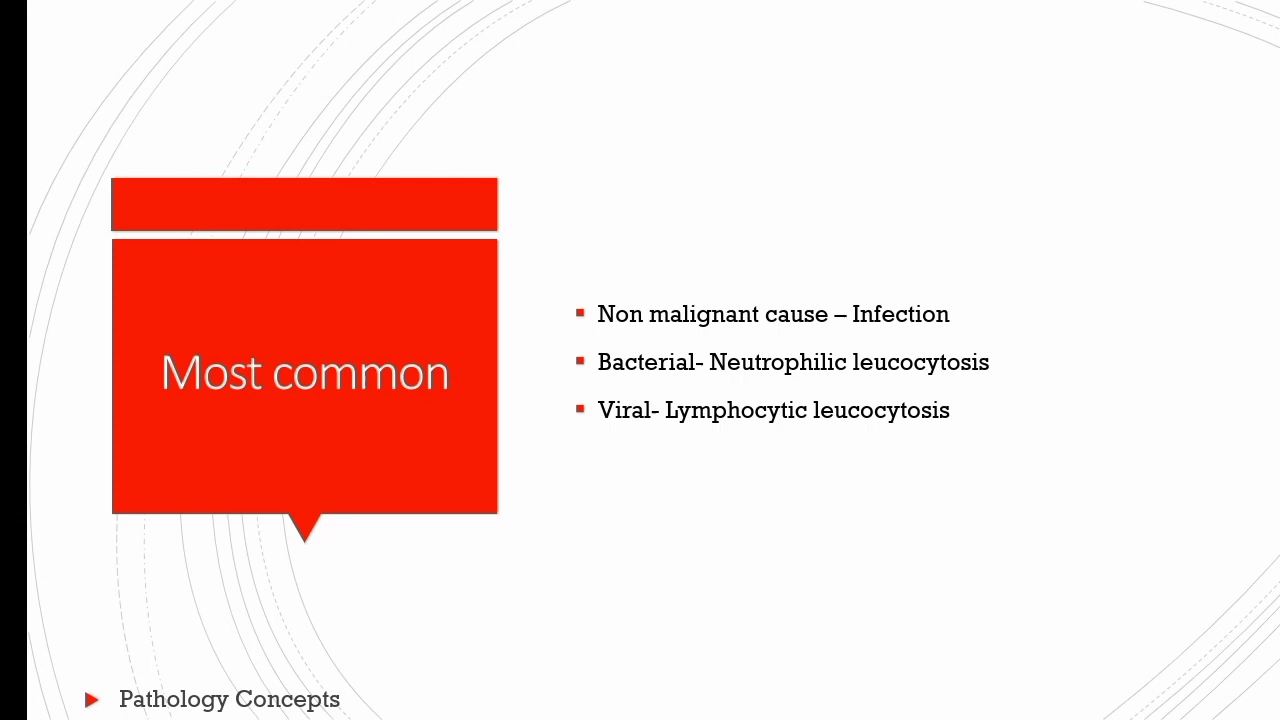 Most common
Non malignant cause – Infection
Bacterial- Neutrophilic leucocytosis
Viral- Lymphocytic leucocytosis
Pathology Concepts